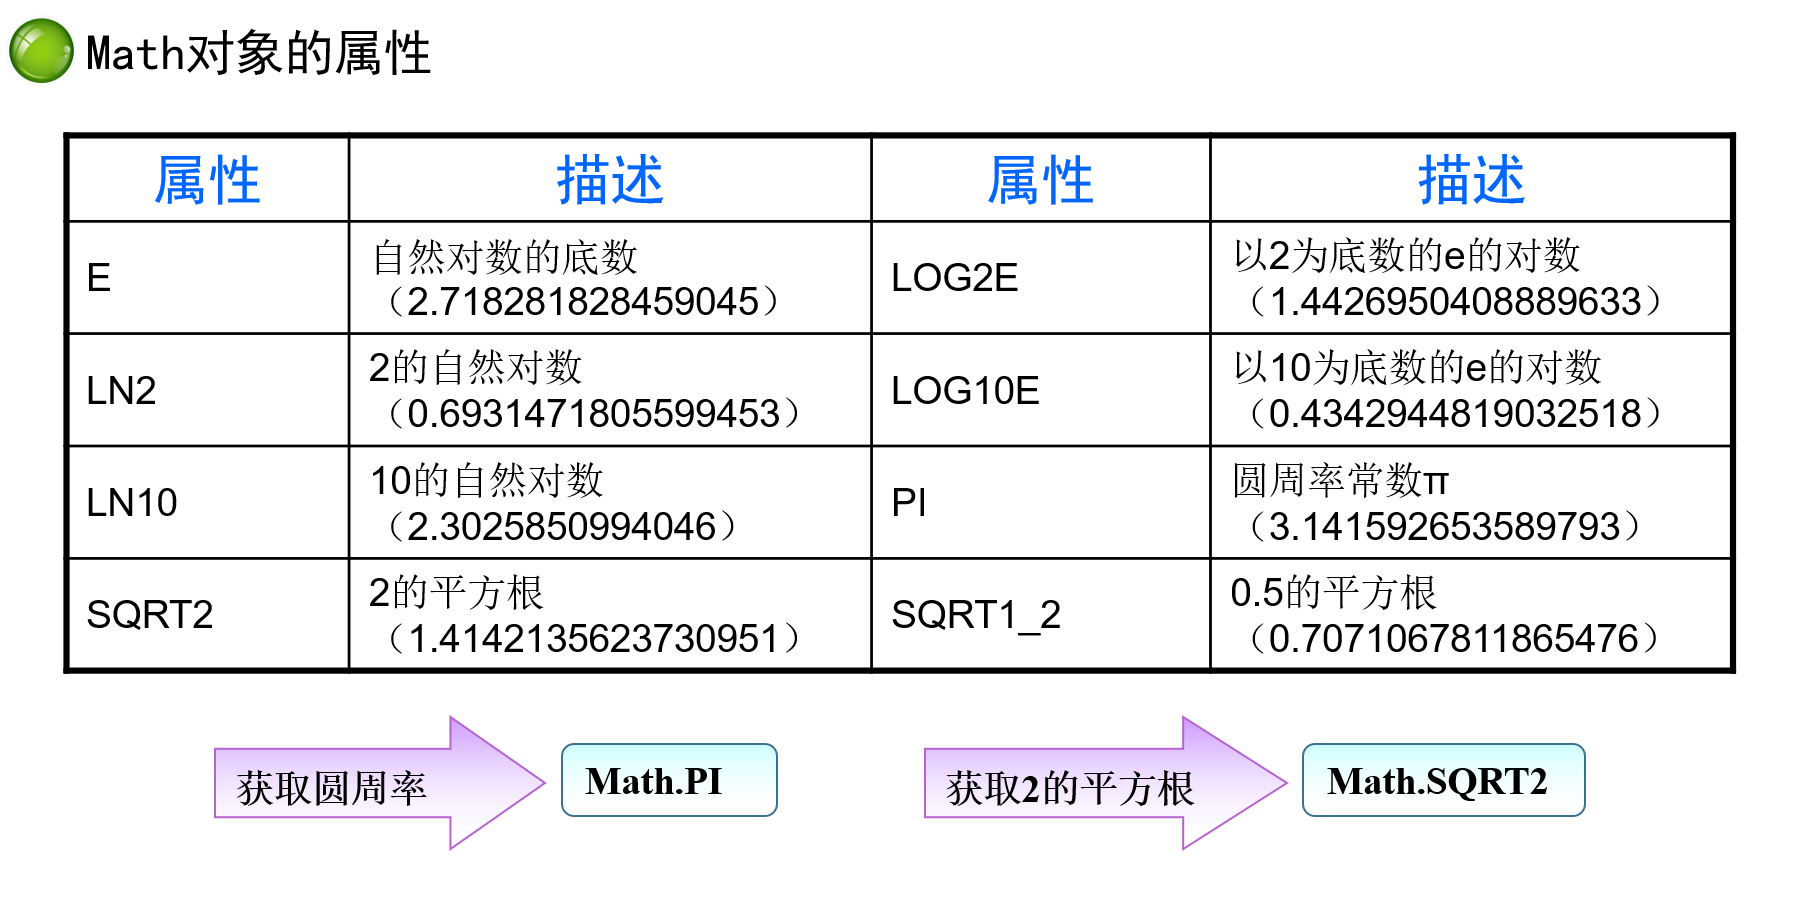 Math对象的属性
属性 描述 属性 描述
E
自然对数的底数
（2.718281828459045）
LOG2E
以2为底数的e的对数
（1.4426950408889633）
LN2
2的自然对数
（0.6931471805599453）
LOG10E
以10为底数的e的对数
（0.4342944819032518）
LN10
10的自然对数
（2.3025850994046）
PI
圆周率常数π
（3.141592653589793）
SQRT2
2的平方根
（1.4142135623730951）
SQRT1_2
0.5的平方根
（0.7071067811865476）
获取圆周率
Math.PI
获取2的平方根
Math.SQRT2